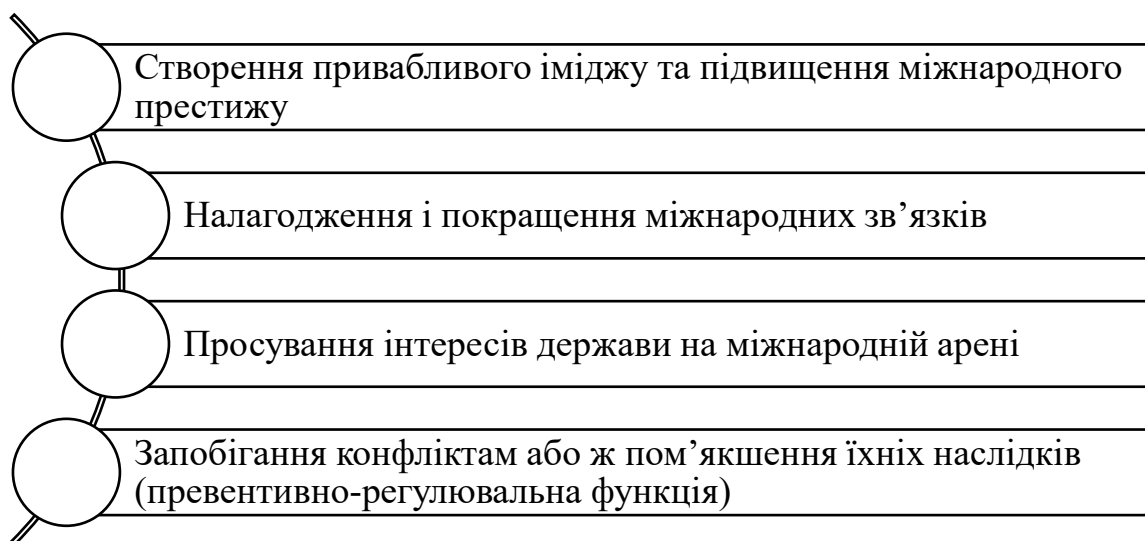 Створення привабливого іміджу та підвищення міжнародного
престижу
Налагодження і покращення міжнародних зв’язків
Просування інтересів держави на міжнародній арені
Запобігання конфліктам або ж пом’якшення їхніх наслідків
(превентивно-регулювальна функція)